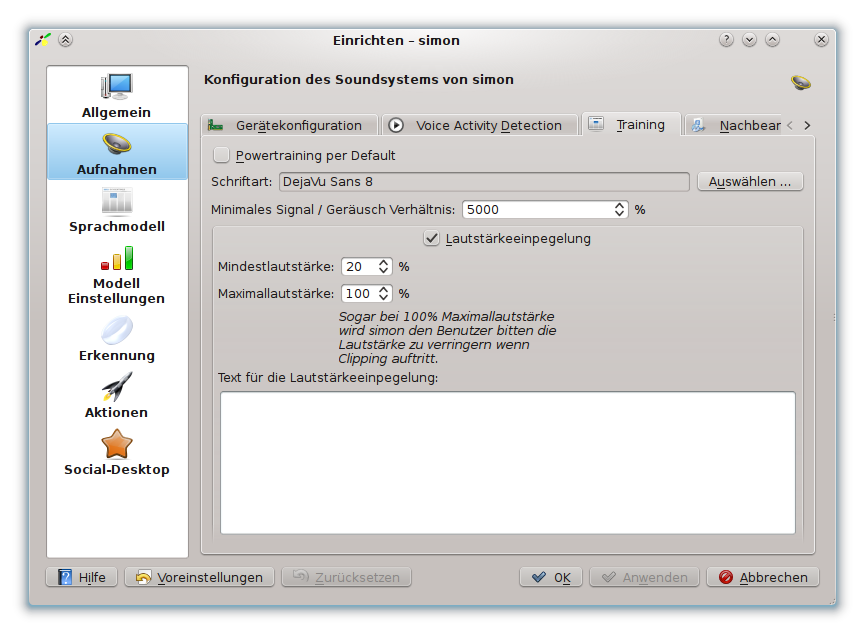 Einrichten – simon
Allgemein
Aufnahmen
Sprachmodell
Modell
Einstellungen
Erkennung
Aktionen
Social-Desktop
Konfiguration des Soundsystems von simon
Gerätekonfiguration
Voice Activity Detection
Training
Nachbear
Powertraining per Default
Schriftart: DejaVu Sans 8 Auswählen ...
Minimales Signal / Geräusch Verhältnis: 5000 %
Lautstärkeeinpegelung
Mindestlautstärke: 20 %
Maximallautstärke: 100 %
Sogar bei 100% Maximallautstärke
wird simon den Benutzer bitten die
Lautstärke zu verringern wenn
Clipping auftritt.
Text für die Lautstärkeeinpegelung:
Hilfe Voreinstellungen Zurücksetzen OK Anwenden Abbrechen